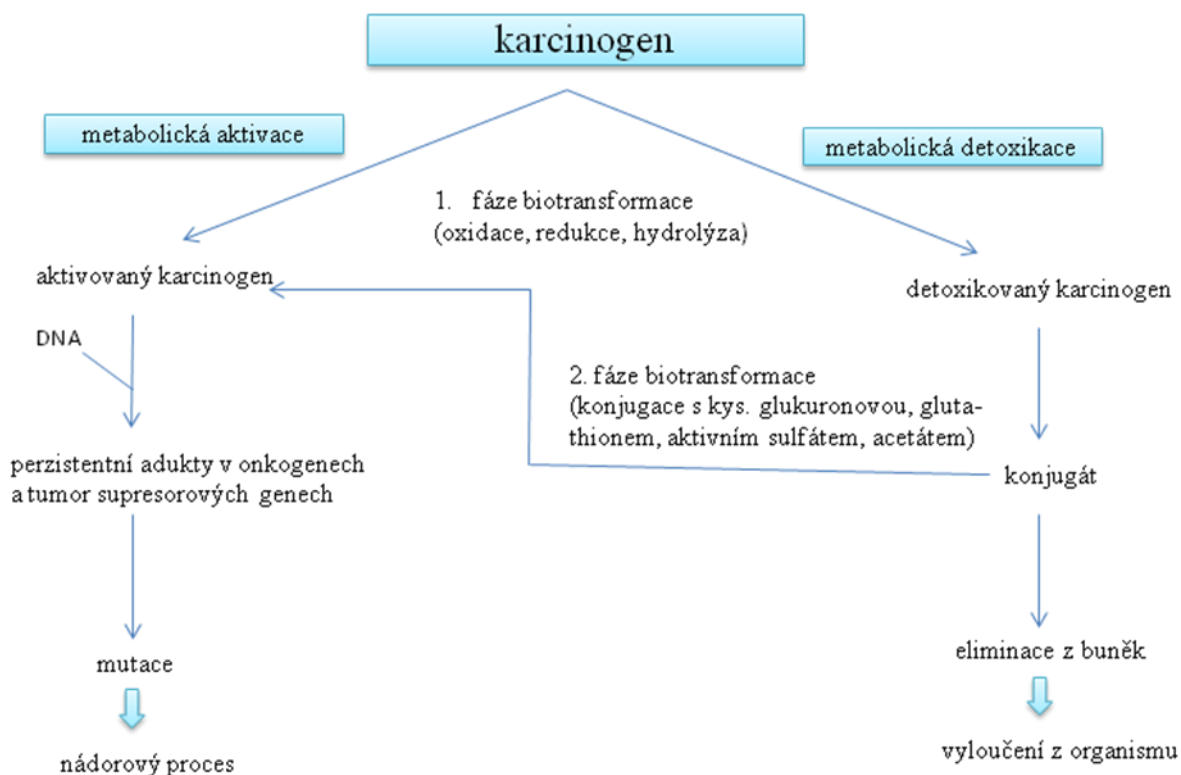 karcinogen
metabolická aktivace
metabolická detoxikace
1. fáze biotransformace
(oxidace, redukce, hydrolýza)
aktivovaný karcinogen
detoxikovaný karcinogen
DNA
2. fáze biotransformace
(konjugace s kys. glukuronovou, gluta-
thionem, aktivním sulfátem, acetátem)
perzistentní adukty v onkogenech
a tumor supresorových genech
konjugát
mutace
eliminace z buněk
nádorový proces
vyloučení z organismu